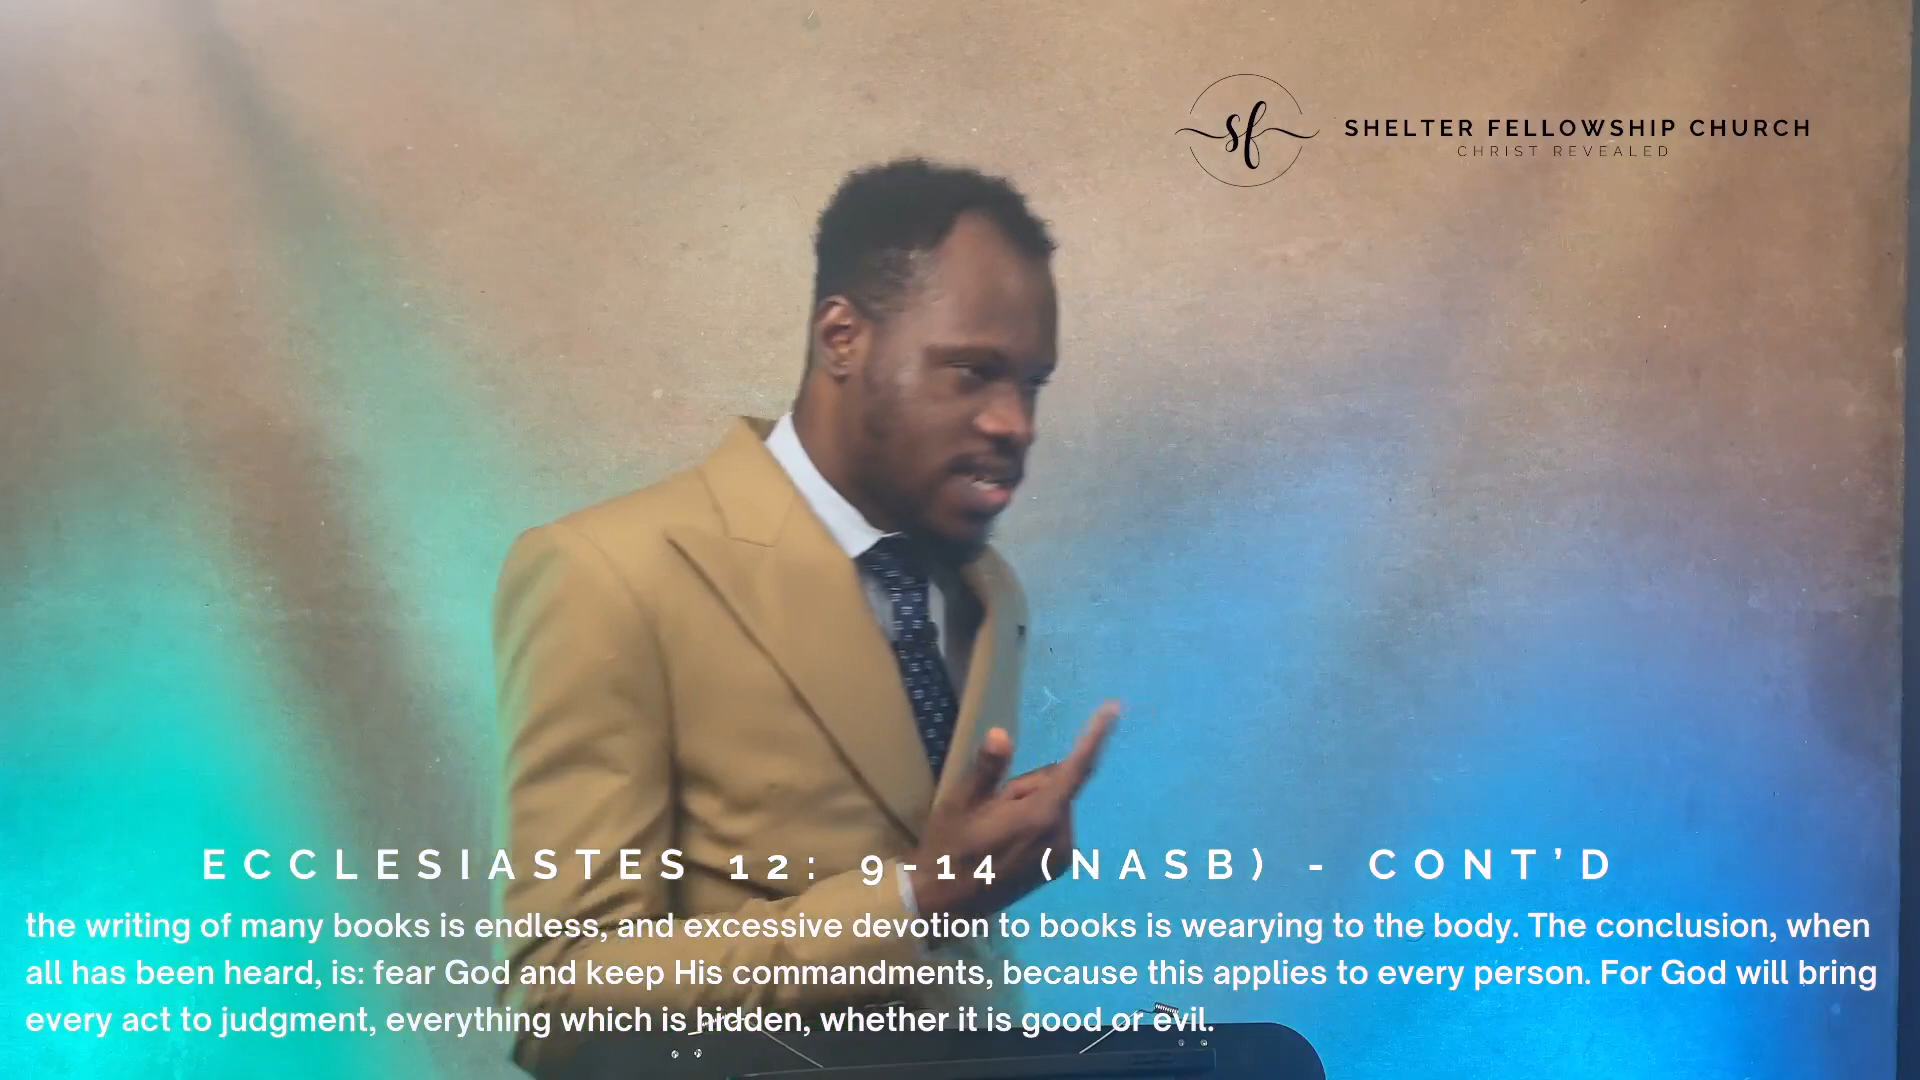 sf
SHELTER FELLOWSHIP CHURCH
CHRIST REVEALED
ECCLESIASTES 12: 9-14 (NASB) - CONT’D
the writing of many books is endless, and excessive devotion to books is wearying to the body. The conclusion, when
all has been heard, is: fear God and keep His commandments, because this applies to every person. For God will bring
every act to judgment, everything which is hidden, whether it is good or evil.